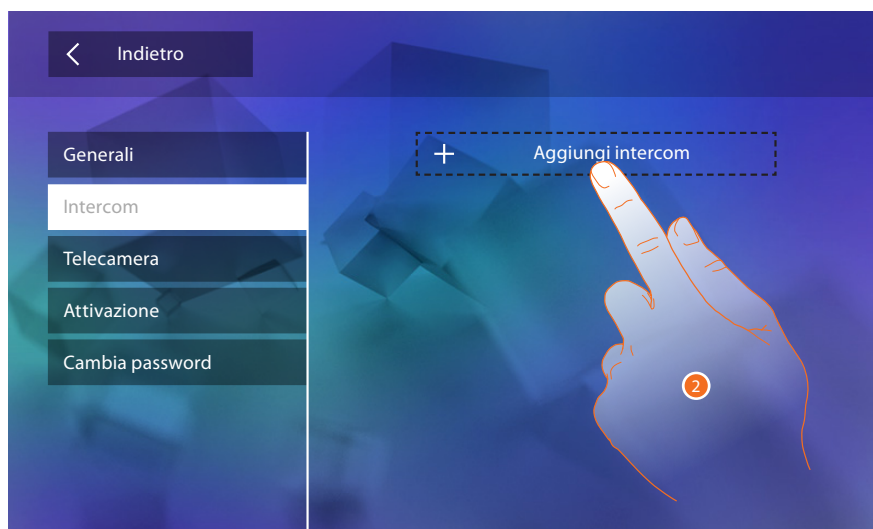 Indietro
Generali
+ Aggiungi intercom
Intercom
Telecamera
Attivazione
Cambia password
2